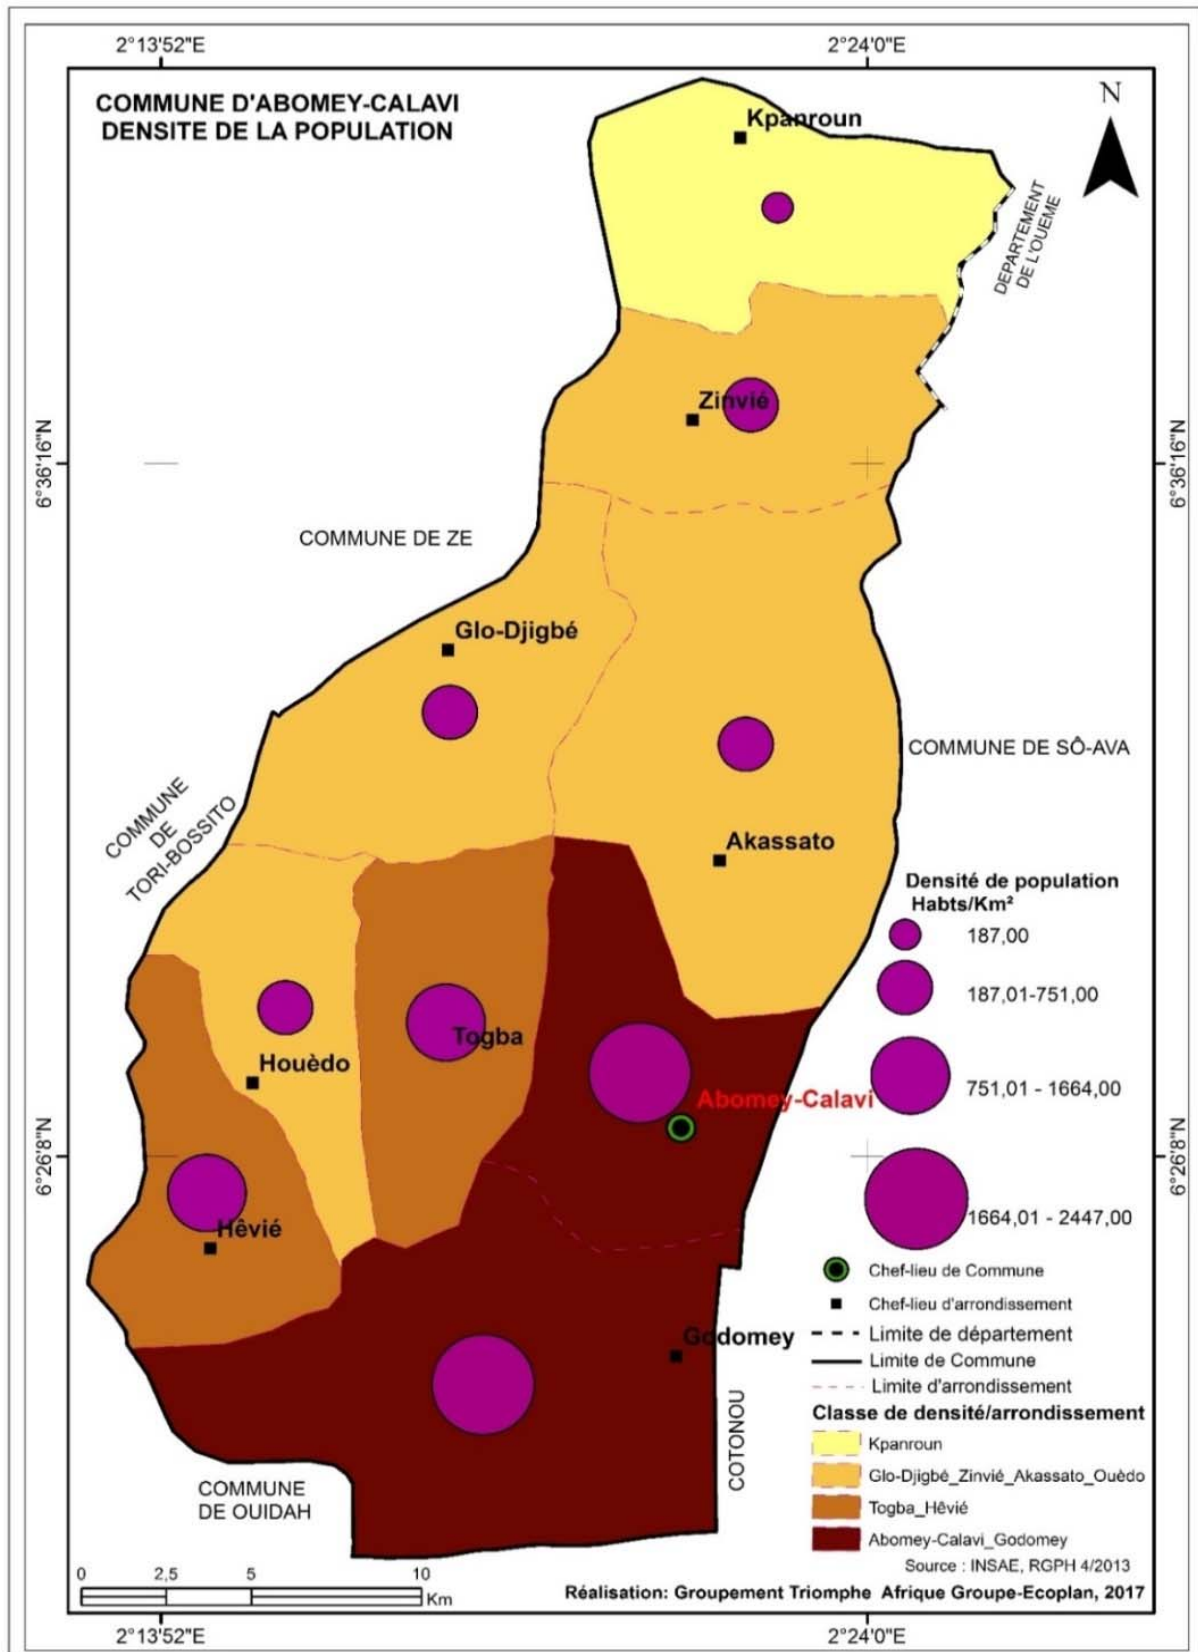 2°13'52"E
2°24'0"E
COMMUNE D'ABOMEY-CALAVI
DENSITE DE LA POPULATION
N
Kpanroun
DEPARTEMENT
DE L'OUEME
Zinvié
6°36'16"N
6°36'16"N
COMMUNE DE ZE
Glo-Djigbé
COMMUNE DE SÔ-AVA
COMMUNE
DE
TORI-BOSSITO
Akassato
Densité de population
Habts/Km²
187,00
187,01-751,00
Togba
Houèdo
751,01 - 1664,00
Abomey-Calavi
6°26'8"N
6°26'8"N
Hêvié
1664,01 - 2447,00
Chef-lieu de Commune
Chef-lieu d'arrondissement
Godomey
Limite de département
Limite de Commune
Limite d'arrondissement
Classe de densité/arrondissement
COTONOU
Kpanroun
Glo-Djigbé_Zinvié_Akassato_Ouèdo
COMMUNE
DE OUIDAH
Togba_Hêvié
Abomey-Calavi_Godomey
Source : INSAE, RGPH 4/2013
0 2,5 5 10
Km
Réalisation: Groupement Triomphe Afrique Groupe-Ecoplan, 2017
2°13'52"E
2°24'0"E